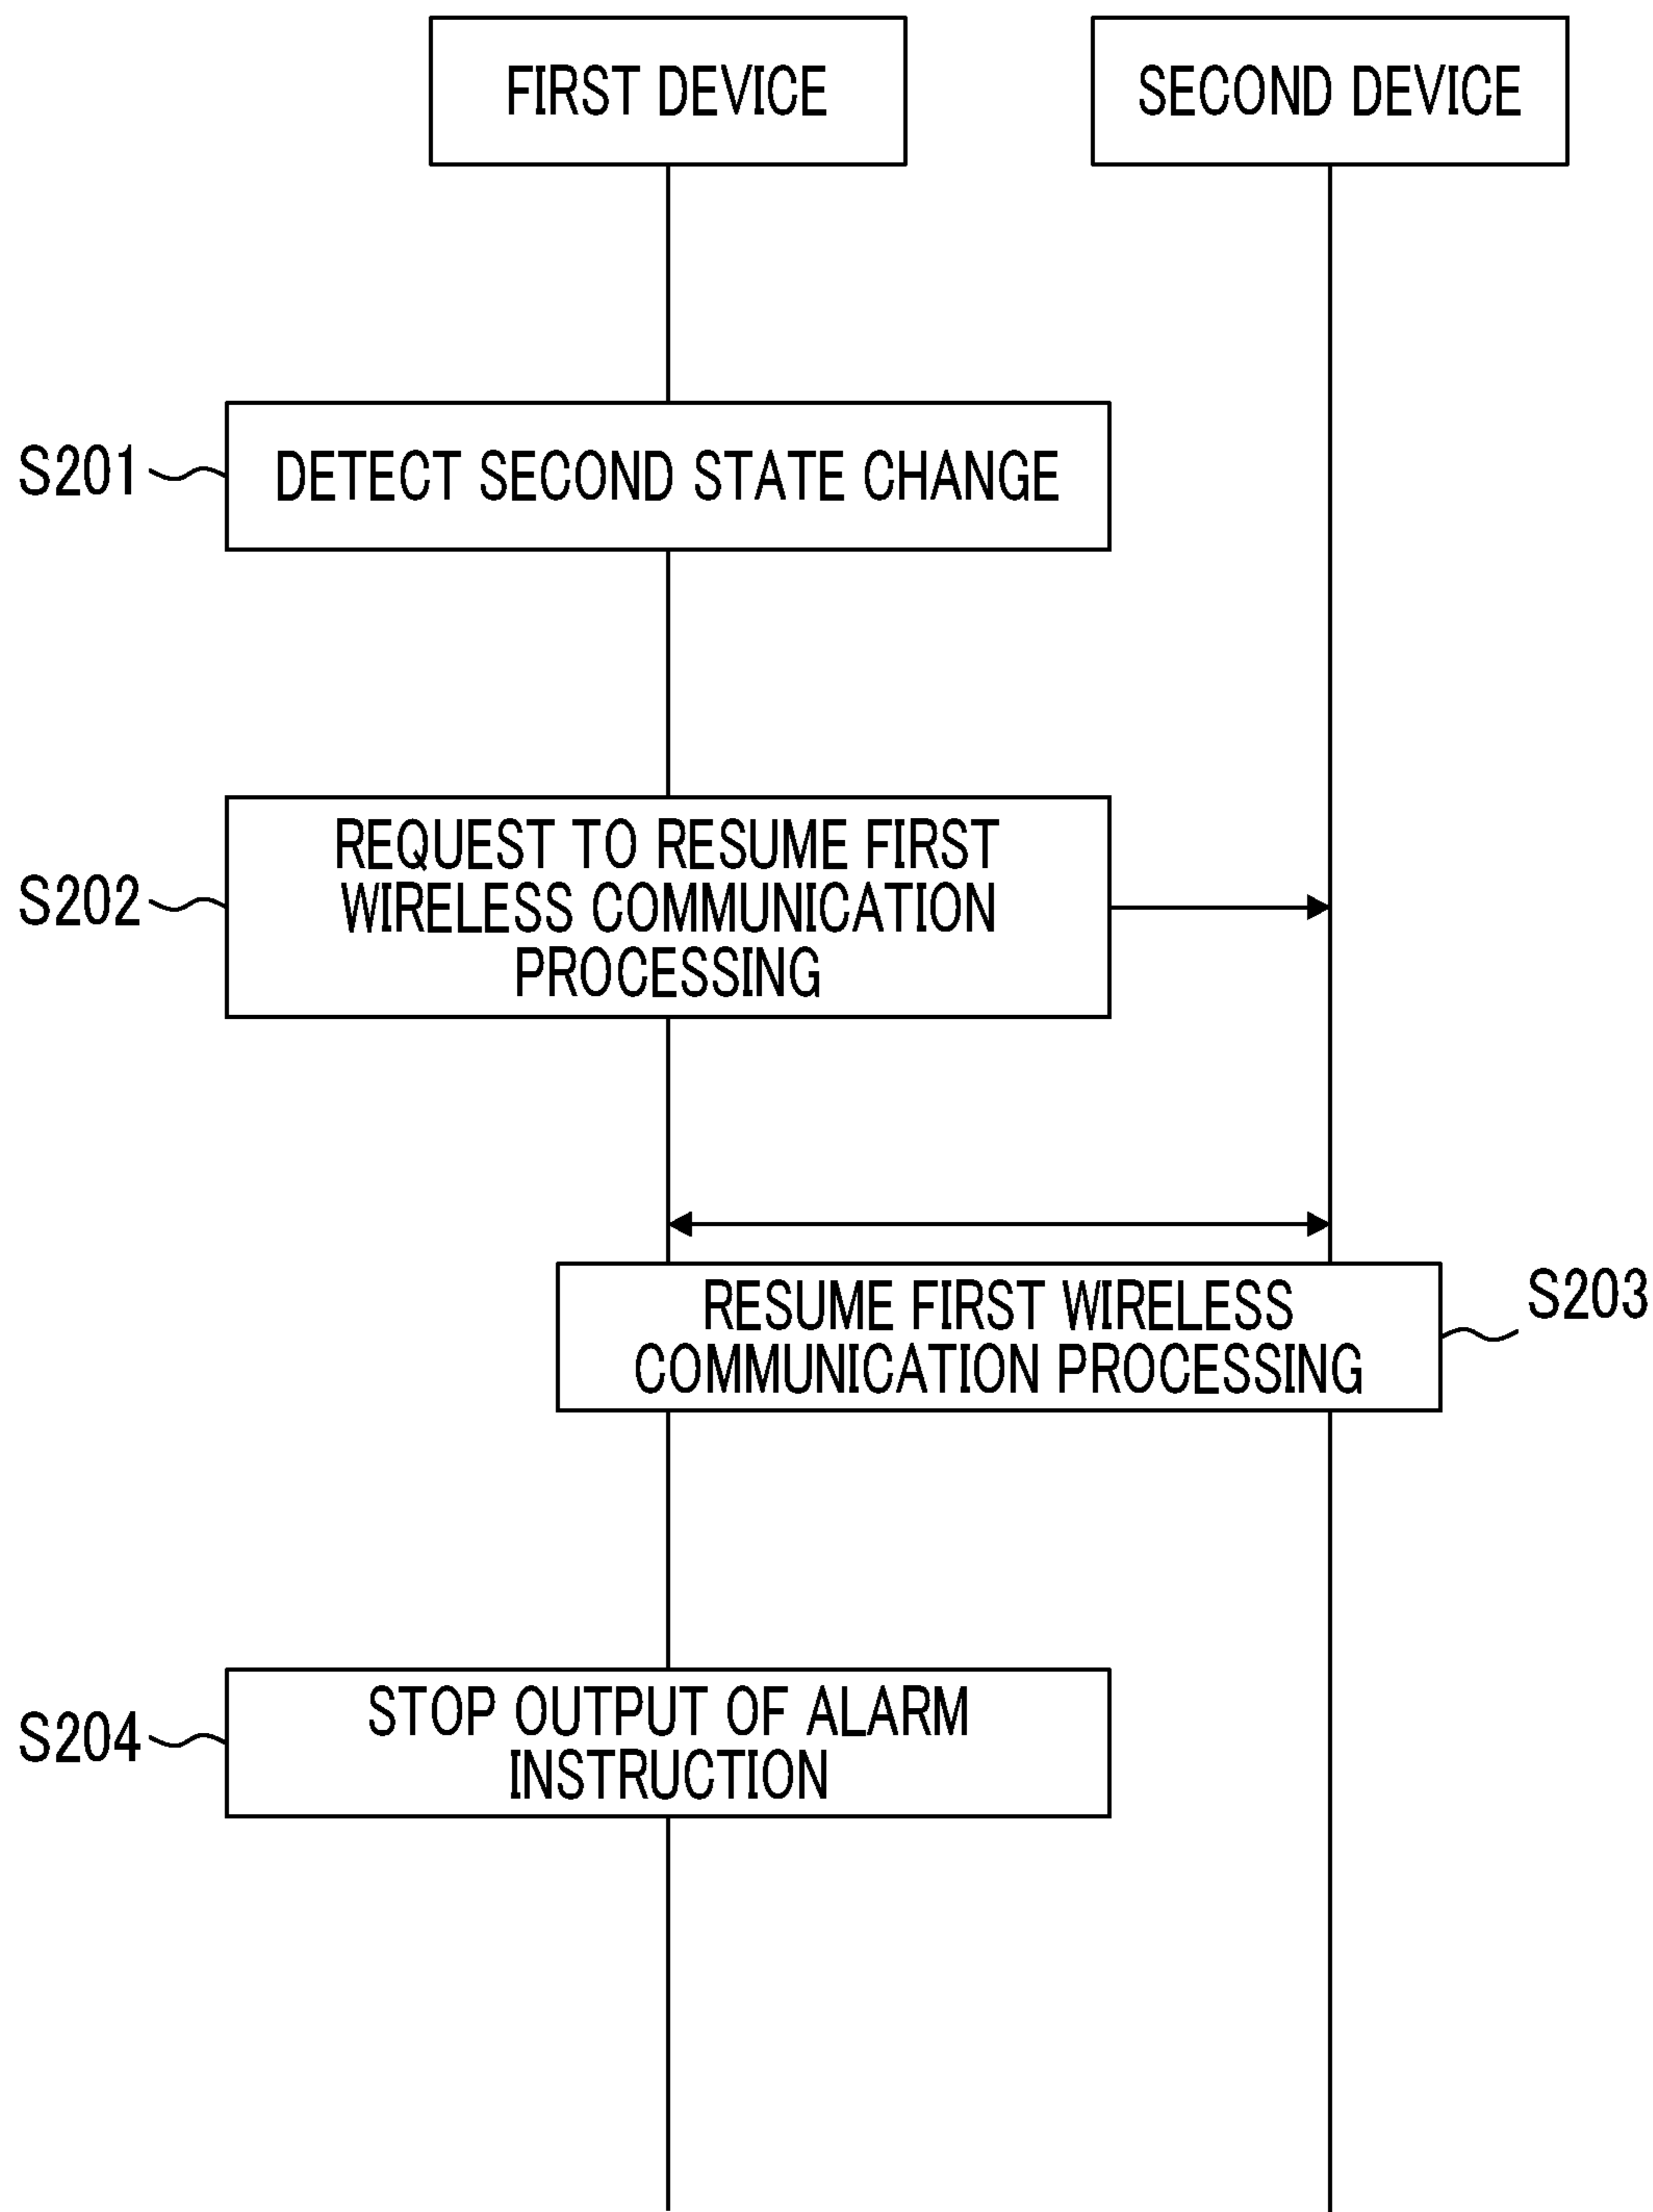 FIRST DEVICE
SECOND DEVICE
S201
DETECT SECOND STATE CHANGE
S202
REQUEST TO RESUME FIRST
WIRELESS COMMUNICATION
PROCESSING
RESUME FIRST WIRELESS
COMMUNICATION PROCESSING
S203
S204
STOP OUTPUT OF ALARM
INSTRUCTION